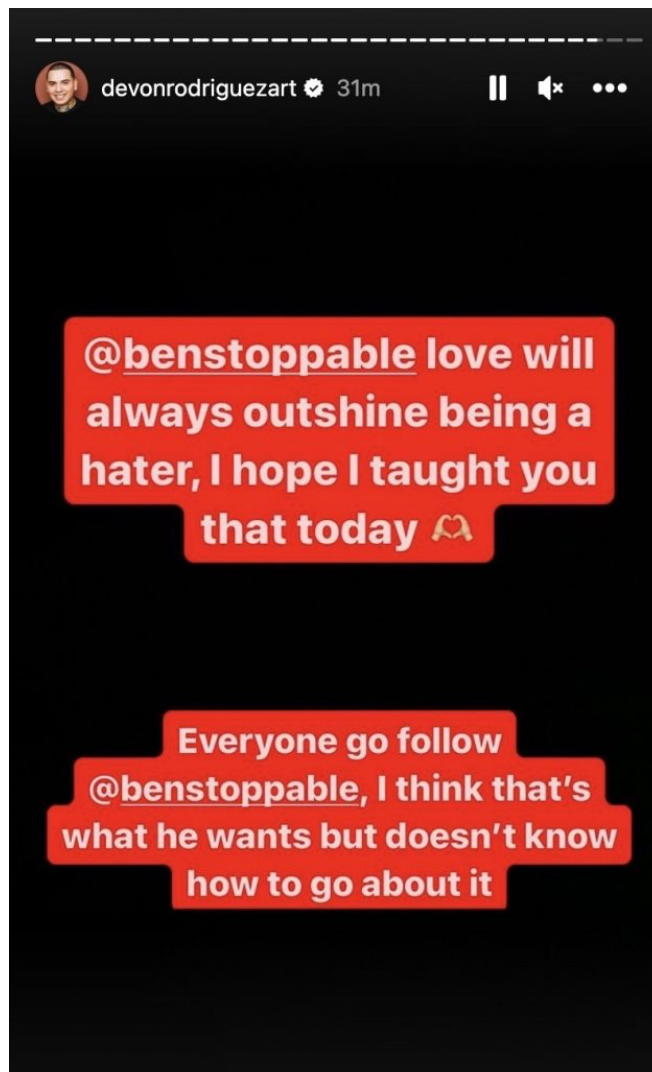 devonrodriguezart 31m
@benstoppable love will
always outshine being a
hater, I hope I taught you
that today 🫶🏼
Everyone go follow
@benstoppable, I think that’s
what he wants but doesn’t know
how to go about it